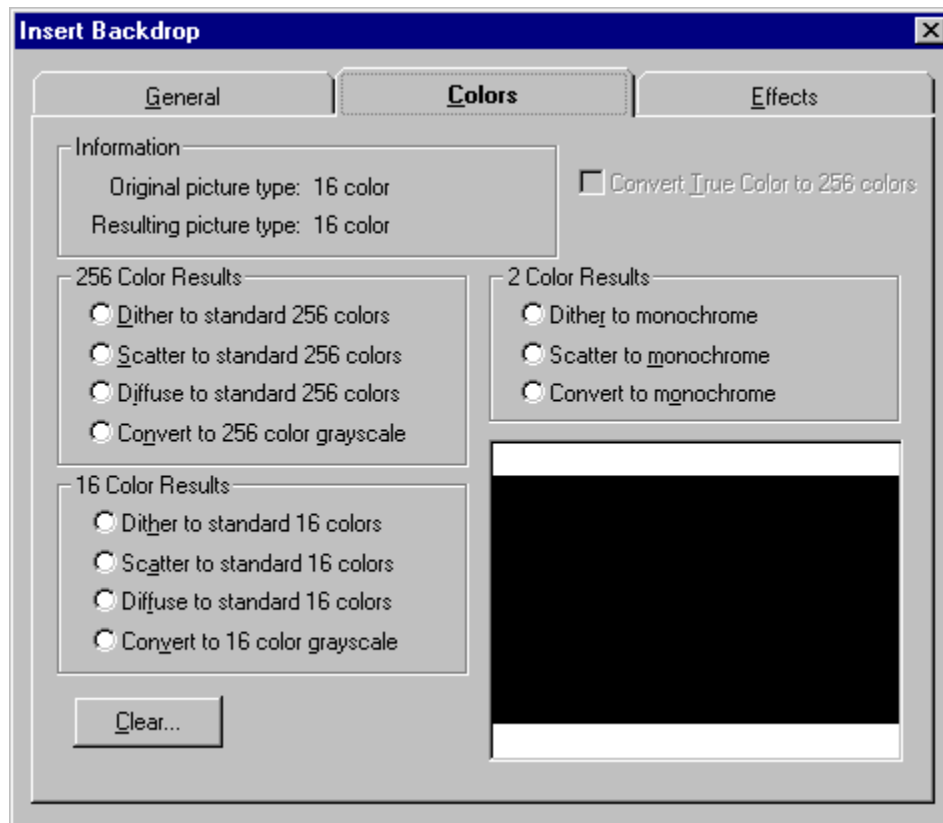 Insert Backdrop
General
Colors
Effects
Information
Original picture type: 16 color
Resulting picture type: 16 color
Convert True Color to 256 colors
256 Color Results
Dither to standard 256 colors
Scatter to standard 256 colors
Diffuse to standard 256 colors
Convert to 256 color grayscale
2 Color Results
Dither to monochrome
Scatter to monochrome
Convert to monochrome
16 Color Results
Dither to standard 16 colors
Scatter to standard 16 colors
Diffuse to standard 16 colors
Convert to 16 color grayscale
Clear...